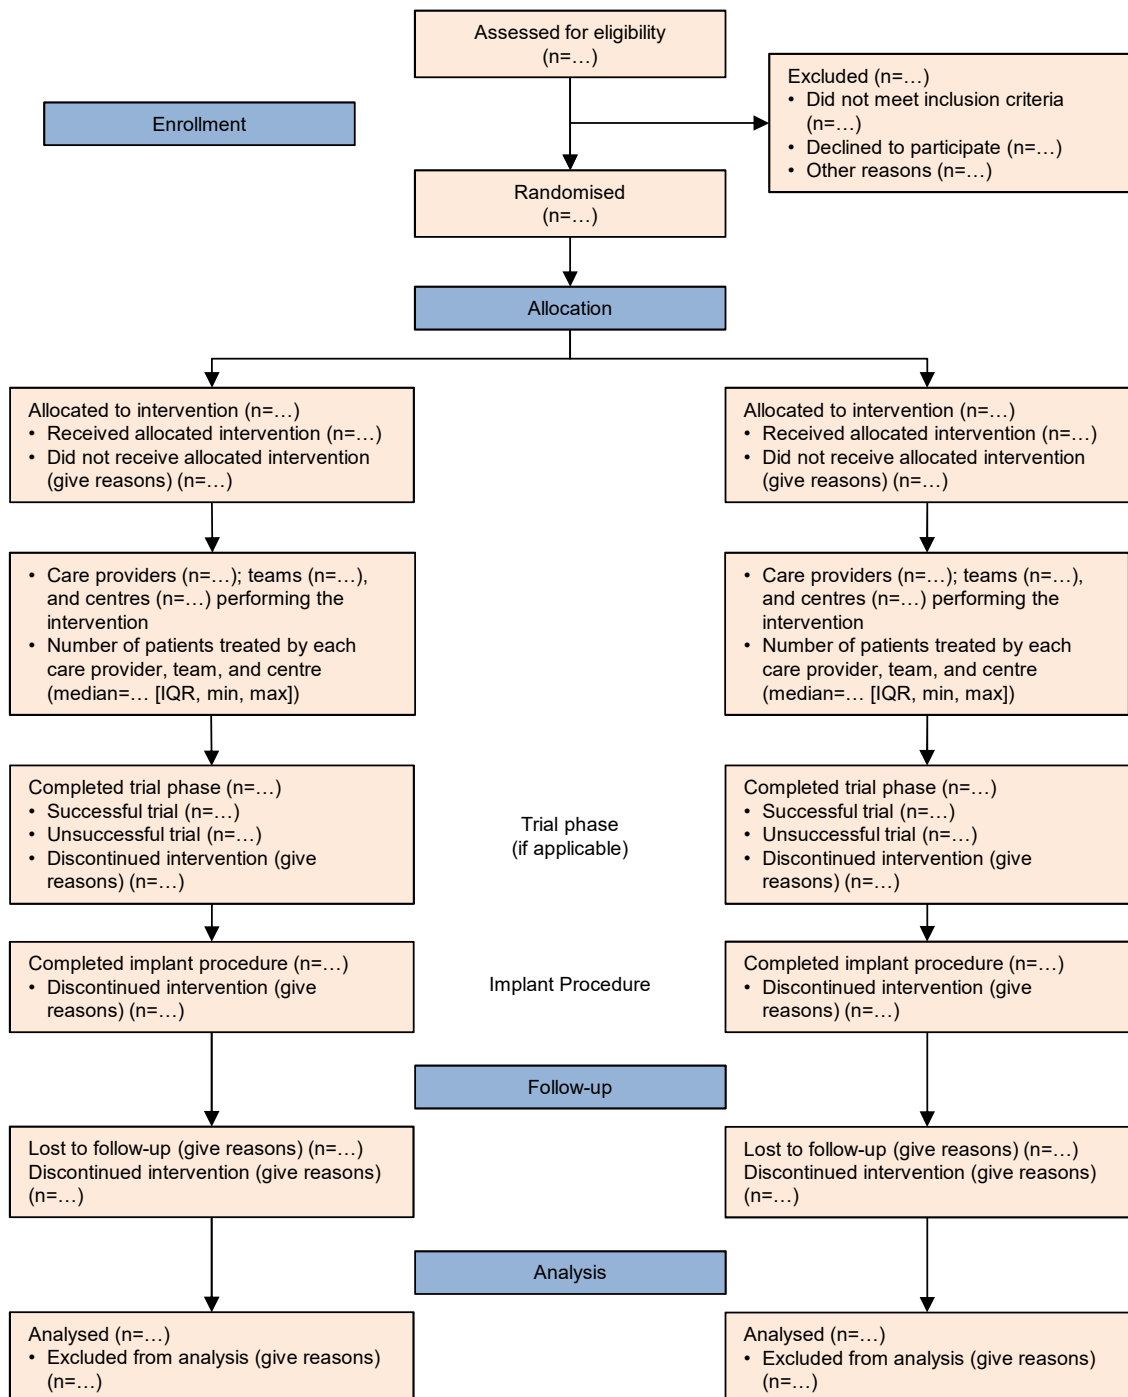 Assessed for eligibility
(n=…)
Excluded (n=…)
• Did not meet inclusion criteria
(n=…)
• Declined to participate (n=…)
• Other reasons (n=…)
Enrollment
Randomised
(n=…)
Allocation
Allocated to intervention (n=…)
• Received allocated intervention (n=…)
• Did not receive allocated intervention
(give reasons) (n=…)
Allocated to intervention (n=…)
• Received allocated intervention (n=…)
• Did not receive allocated intervention
(give reasons) (n=…)
• Care providers (n=…); teams (n=…),
and centres (n=…) performing the
intervention
• Number of patients treated by each
care provider, team, and centre
(median=… [IQR, min, max])
• Care providers (n=…); teams (n=…),
and centres (n=…) performing the
intervention
• Number of patients treated by each
care provider, team, and centre
(median=… [IQR, min, max])
Completed trial phase (n=…)
• Successful trial (n=…)
• Unsuccessful trial (n=…)
• Discontinued intervention (give
reasons) (n=…)
Trial phase
(if applicable)
Completed trial phase (n=…)
• Successful trial (n=…)
• Unsuccessful trial (n=…)
• Discontinued intervention (give
reasons) (n=…)
Completed implant procedure (n=…)
• Discontinued intervention (give
reasons) (n=…)
Implant Procedure
Completed implant procedure (n=…)
• Discontinued intervention (give
reasons) (n=…)
Follow-up
Lost to follow-up (give reasons) (n=…)
Discontinued intervention (give reasons)
(n=…)
Lost to follow-up (give reasons) (n=…)
Discontinued intervention (give reasons)
(n=…)
Analysis
Analysed (n=…)
• Excluded from analysis (give reasons)
(n=…)
Analysed (n=…)
• Excluded from analysis (give reasons)
(n=…)